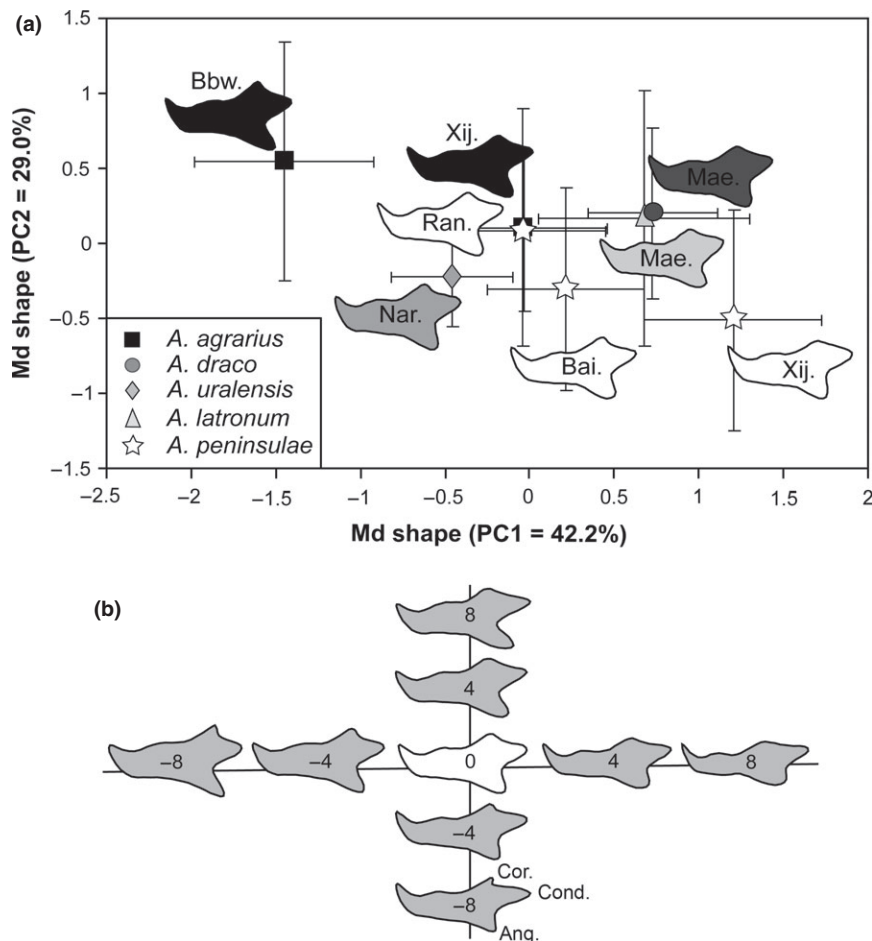 (a)
Md shape (PC2 = 29.0%)
1.5
1
0.5
0
−0.5
−1
−1.5
Bbw.
Xij.
Ran.
Nar.
Mae.
Mae.
Bai.
Xij.
A. agrarius
A. draco
A. uralensis
A. latronum
A. peninsulae
−2.5
−2
−1.5
−1
−0.5
0
0.5
1
1.5
2
Md shape (PC1 = 42.2%)
(b)
8
4
−8
−4
0
4
8
−4
−8
Cor.
Cond.
Ang.